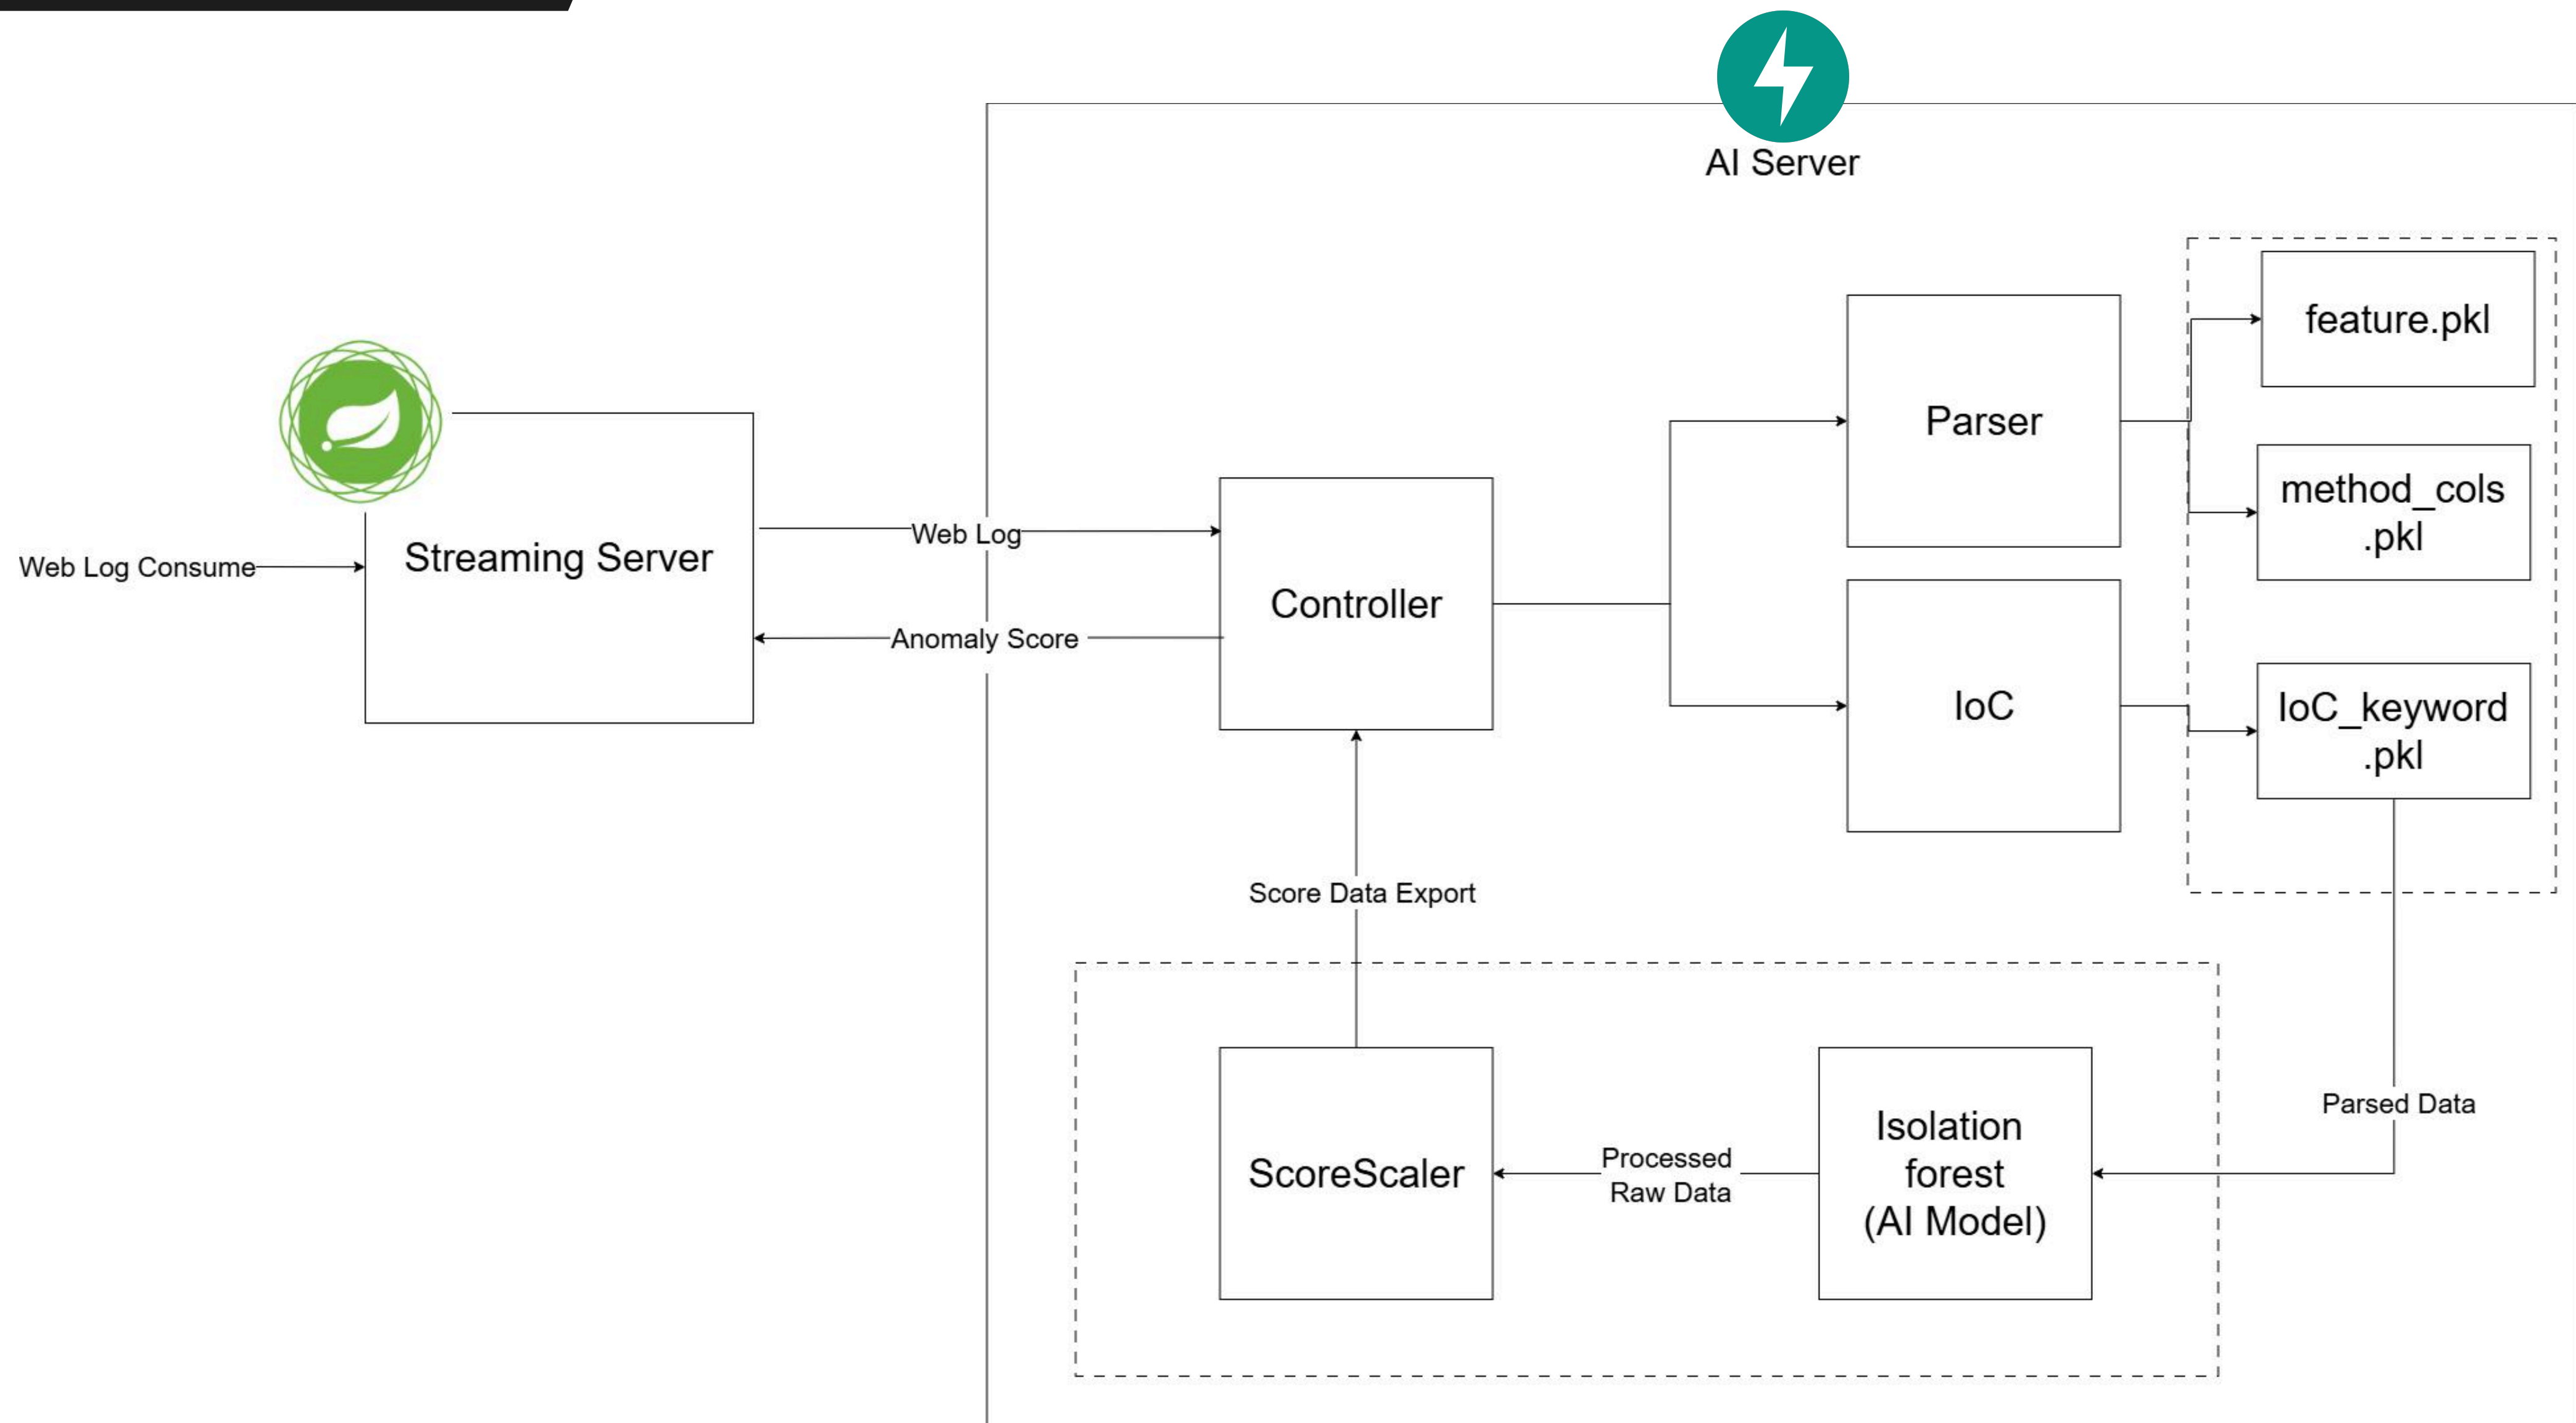 AI Server
feature.pkl
Parser
method_cols
.pkl
Web Log
Streaming Server
Web Log Consume
Controller
Anomaly Score
IoC
IoC_keyword
.pkl
Score Data Export
Parsed Data
Isolation
forest
(AI Model)
Processed
Raw Data
ScoreScaler